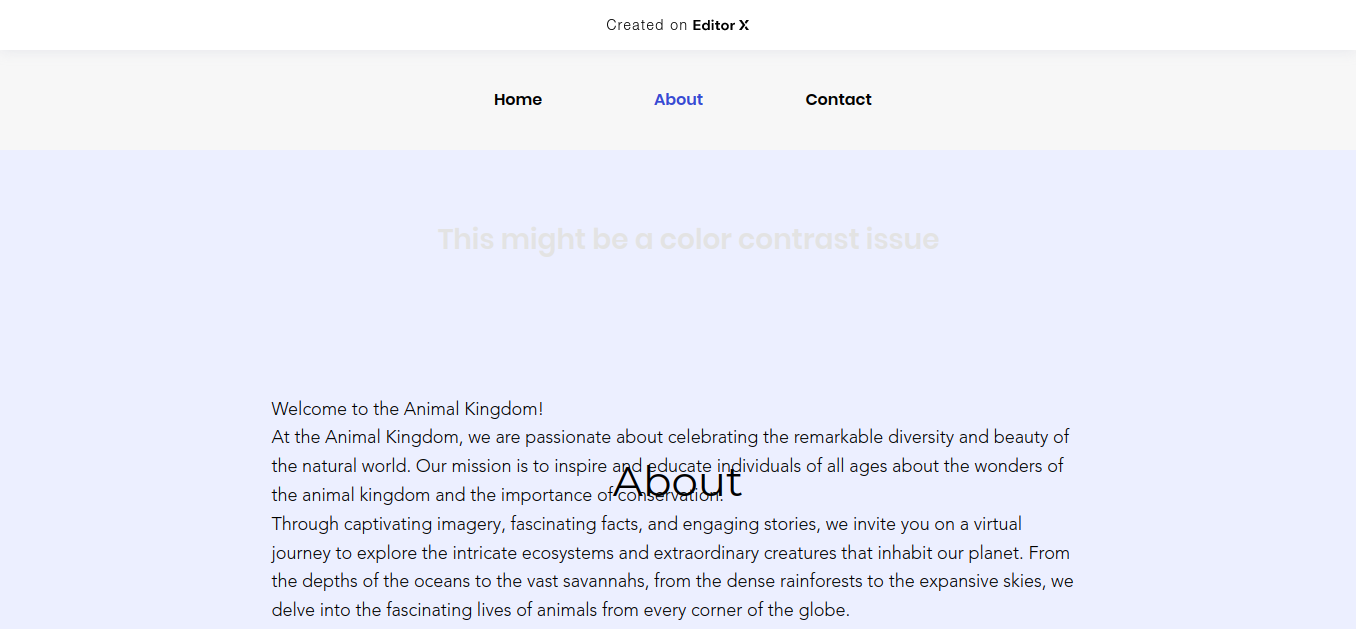 Created on Editor X
Home About Contact
This might be a color contrast issue
Welcome to the Animal Kingdom!
At the Animal Kingdom, we are passionate about celebrating the remarkable diversity and beauty of
the natural world. Our mission is to inspire and educate individuals of all ages about the wonders of
About
the animal kingdom and the importance of conservation.
Through captivating imagery, fascinating facts, and engaging stories, we invite you on a virtual
journey to explore the intricate ecosystems and extraordinary creatures that inhabit our planet. From
the depths of the oceans to the vast savannahs, from the dense rainforests to the expansive skies, we
delve into the fascinating lives of animals from every corner of the globe.